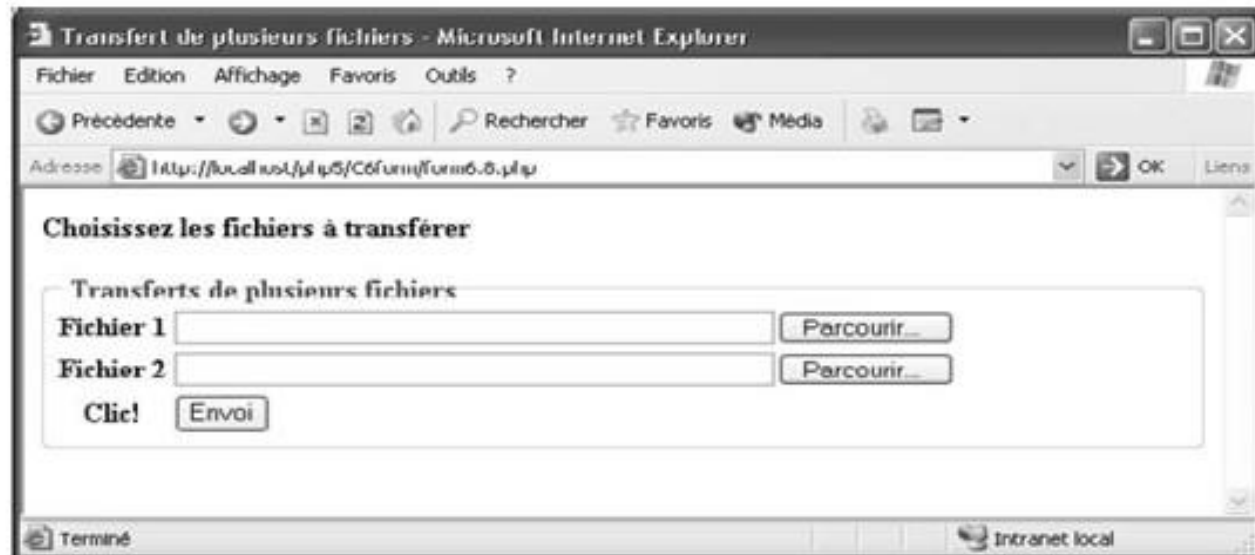 Transfert de plusieurs fichiers - Microsoft Internet Explorer
Fichier Edition Affichage Favoris Outils ?
Précédente Rechercher Favoris Média
Adresse http://localhost/php5/C6form/form6.8.php OK Liens
Choisissez les fichiers à transférer
Transferts de plusieurs fichiers
Fichier 1 Parcourir...
Fichier 2 Parcourir...
Clic! Envoi
Terminé Intranet local